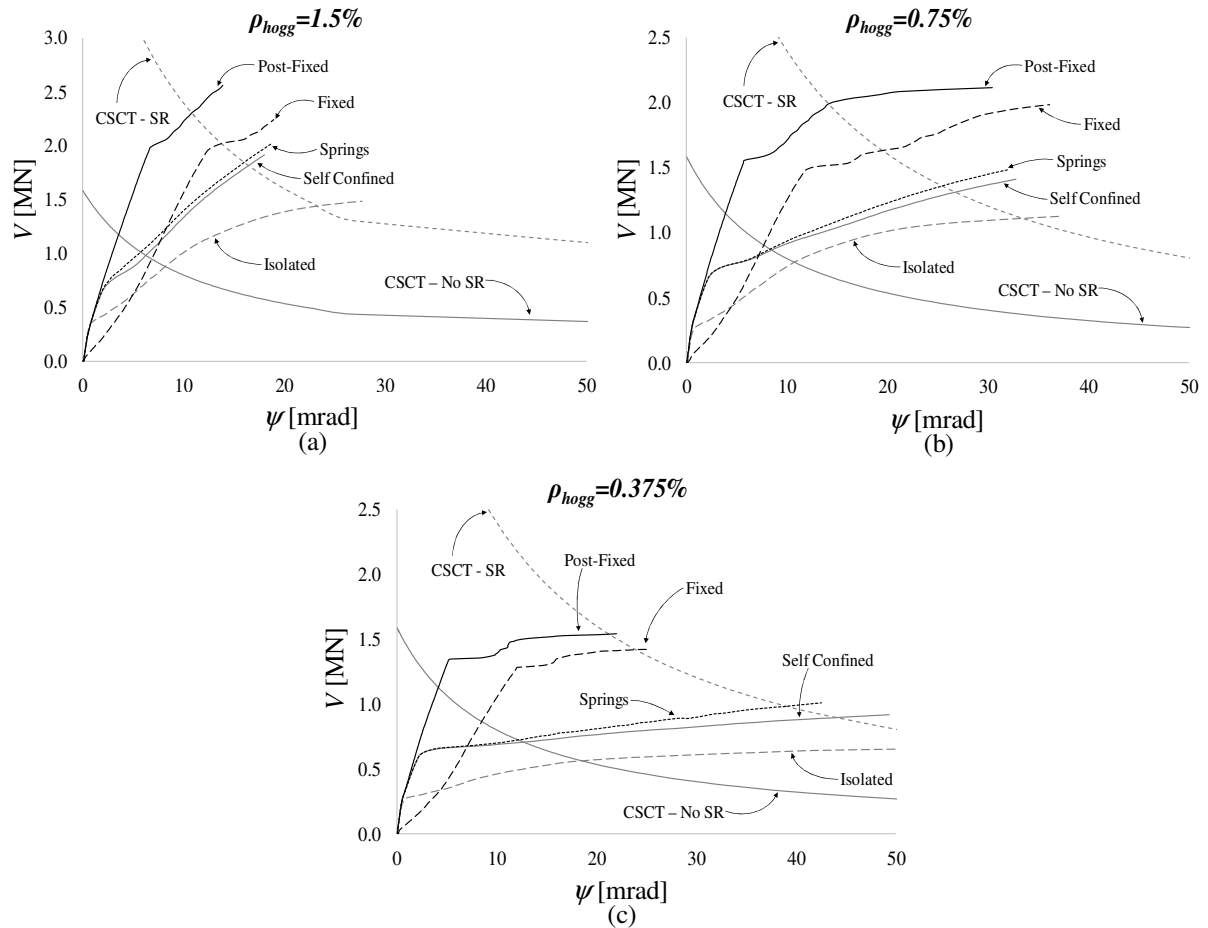 ρhogg=1.5%
3.0
2.5
2.0
1.5
1.0
0.5
0.0
V [MN]
CSCT - SR
Post-Fixed
Fixed
Springs
Self Confined
Isolated
CSCT – No SR
0 10 20 30 40 50
ψ [mrad]
(a)
ρhogg=0.75%
2.5
2.0
1.5
1.0
0.5
0.0
V [MN]
CSCT - SR
Post-Fixed
Fixed
Springs
Self Confined
Isolated
CSCT – No SR
0 10 20 30 40 50
ψ [mrad]
(b)
ρhogg=0.375%
2.5
2.0
1.5
1.0
0.5
0.0
V [MN]
CSCT - SR
Post-Fixed
Fixed
Self Confined
Springs
Isolated
CSCT – No SR
0 10 20 30 40 50
ψ [mrad]
(c)